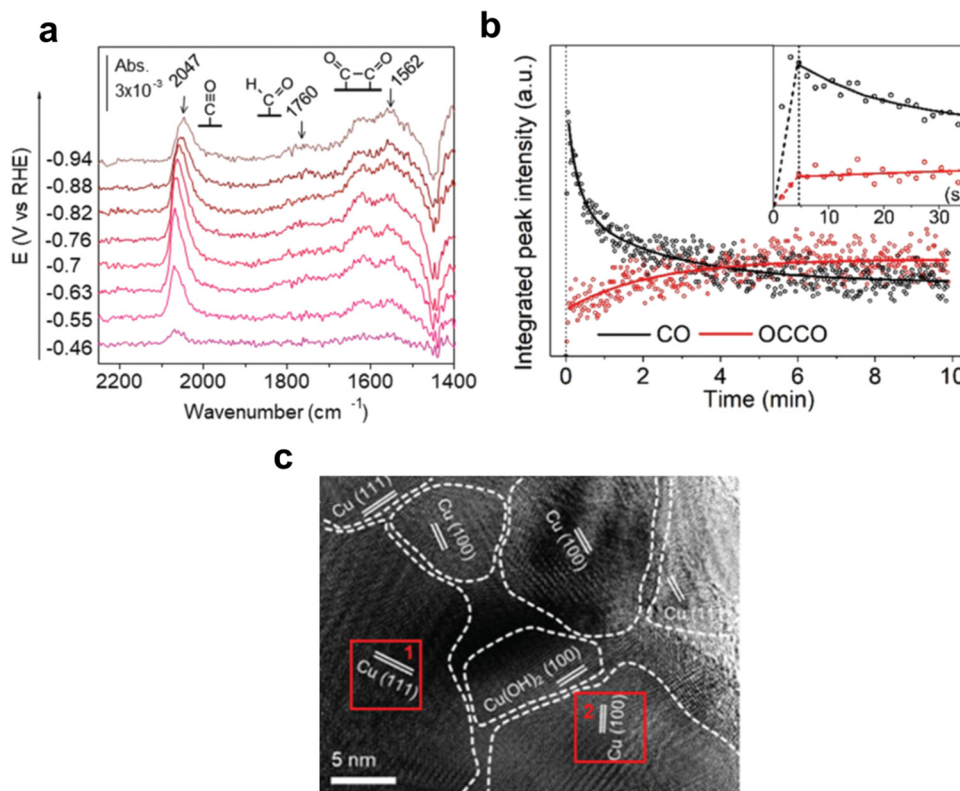 a
Abs.
3x10⁻³
2047
C≡O
H
C
O
1760
O
C
C
O
1562
E (V vs RHE)
-0.94
-0.88
-0.82
-0.76
-0.7
-0.63
-0.55
-0.46
2200
2000
1800
1600
1400
Wavenumber (cm ⁻¹)
b
Integrated peak intensity (a.u.)
0
10
20
30
(s
CO
OCCO
0
2
4
6
8
10
Time (min)
c
Cu (111)
Cu (100)
Cu (100)
1
Cu (111)
Cu(OH)₂ (100)
2
Cu (100)
5 nm